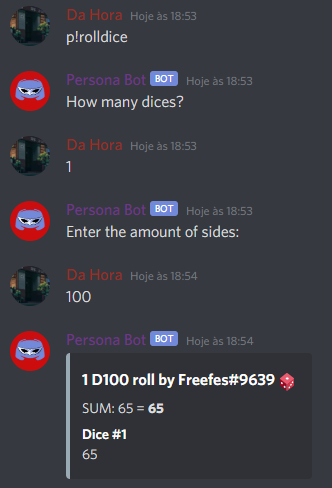 Da Hora Hoje às 18:53
p!rolldice
Persona Bot BOT Hoje às 18:53
How many dices?
Da Hora Hoje às 18:53
1
Persona Bot BOT Hoje às 18:53
Enter the amount of sides:
Da Hora Hoje às 18:54
100
Persona Bot BOT Hoje às 18:54
1 D100 roll by Freefes#9639
SUM: 65 = 65
Dice #1
65